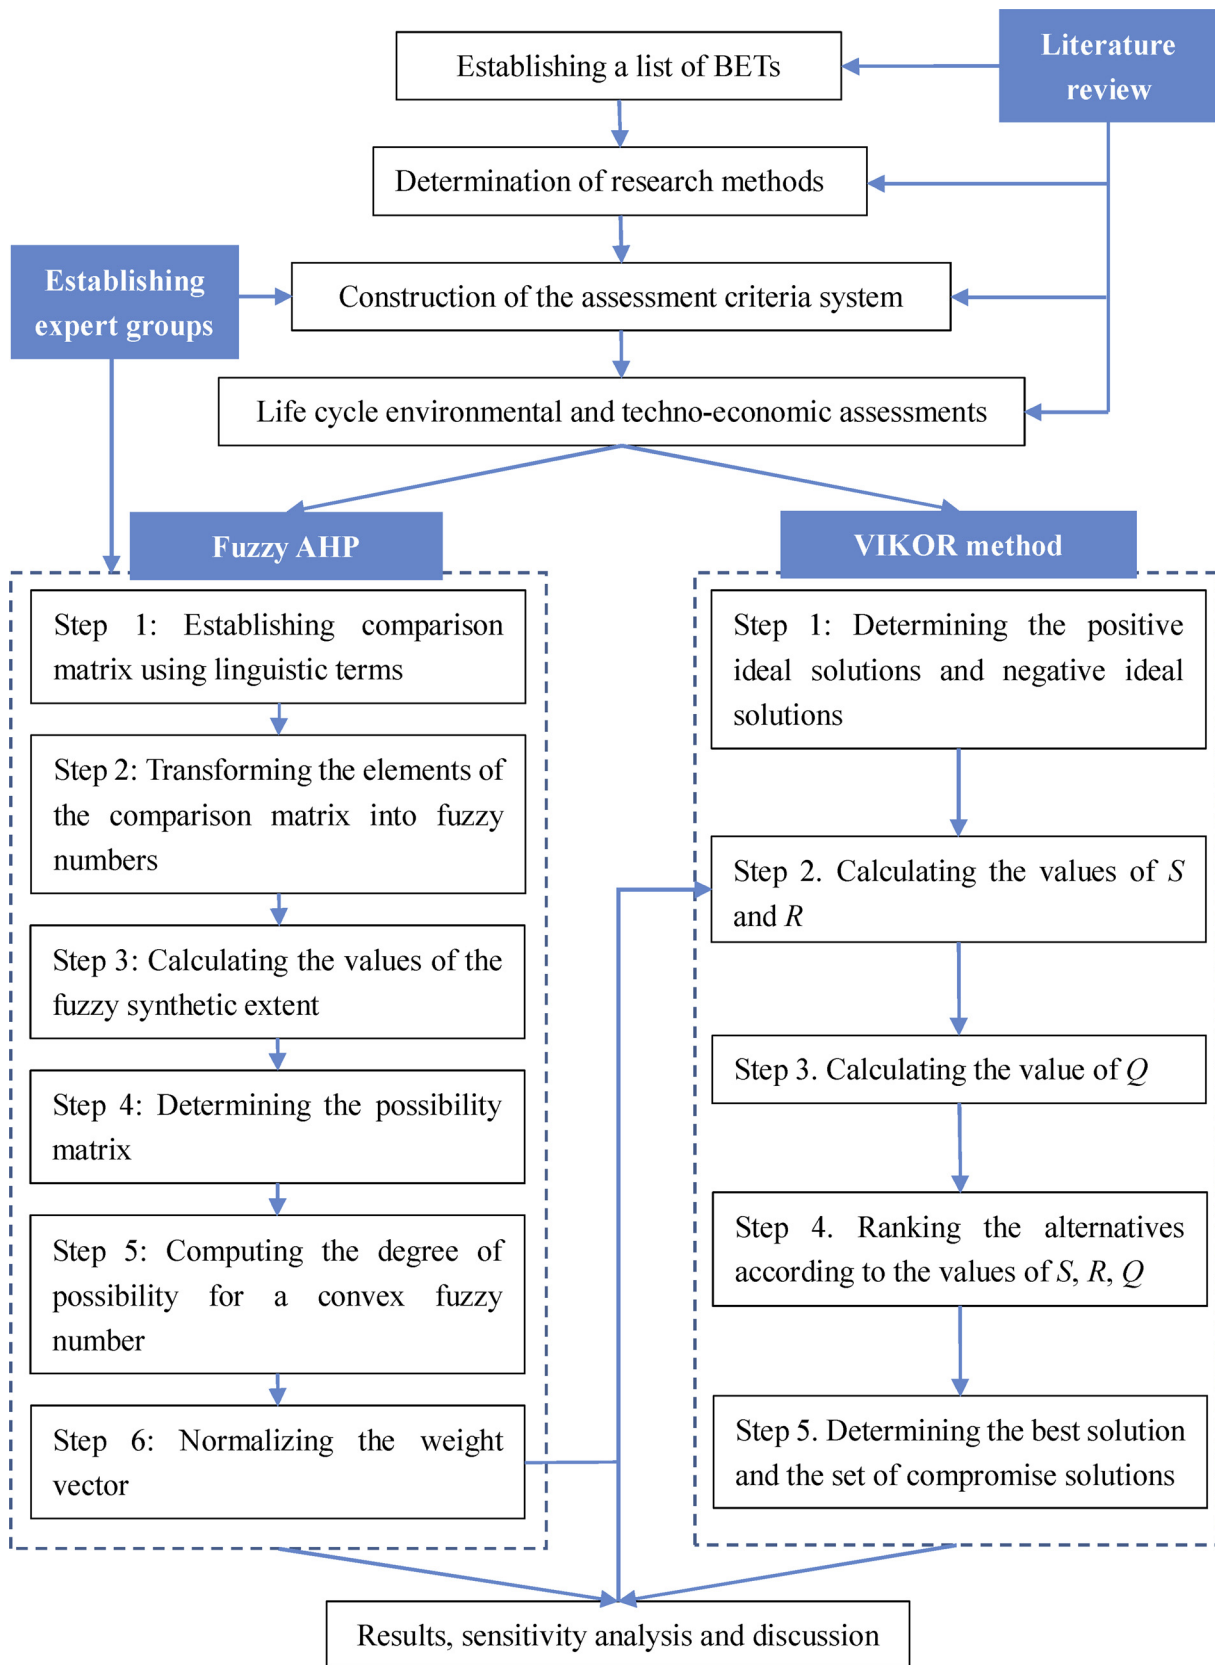 Establishing a list of BETs
Literature
review
Determination of research methods
Establishing
expert groups
Construction of the assessment criteria system
Life cycle environmental and techno-economic assessments
Fuzzy AHP
Step 1: Establishing comparison
matrix using linguistic terms
Step 2: Transforming the elements of
the comparison matrix into fuzzy
numbers
Step 3: Calculating the values of the
fuzzy synthetic extent
Step 4: Determining the possibility
matrix
Step 5: Computing the degree of
possibility for a convex fuzzy
number
Step 6: Normalizing the weight
vector
VIKOR method
Step 1: Determining the positive
ideal solutions and negative ideal
solutions
Step 2. Calculating the values of S
and R
Step 3. Calculating the value of Q
Step 4. Ranking the alternatives
according to the values of S, R, Q
Step 5. Determining the best solution
and the set of compromise solutions
Results, sensitivity analysis and discussion